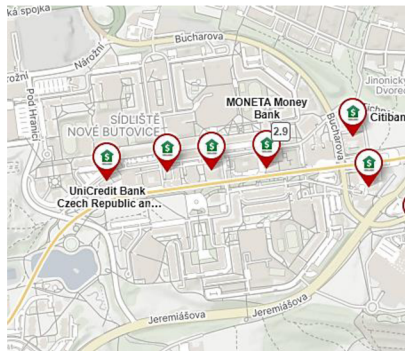 ká spojka
Bucharova
Nárožní
rožní
Pod Hranicí
SÍDLIŠTĚ
NOVÉ BUTOVICE
MONETA Money
Bank
2.9
Jinonický
Bucharova
Citiban
UniCredit Bank
Czech Republic an...
Jeremiášova
Jeremiášova